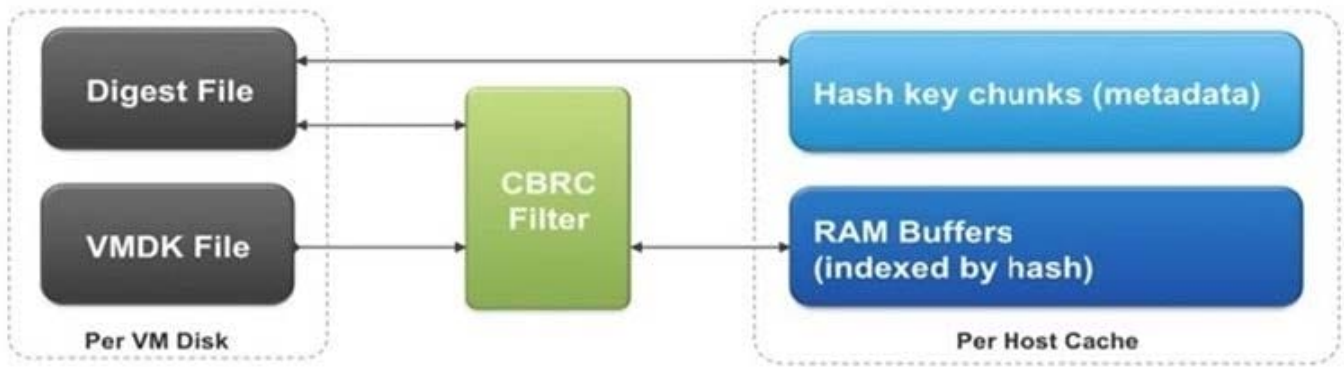 Digest File
Hash key chunks (metadata)
CBRC
Filter
VMDK File
RAM Buffers
(indexed by hash)
Per VM Disk
Per Host Cache